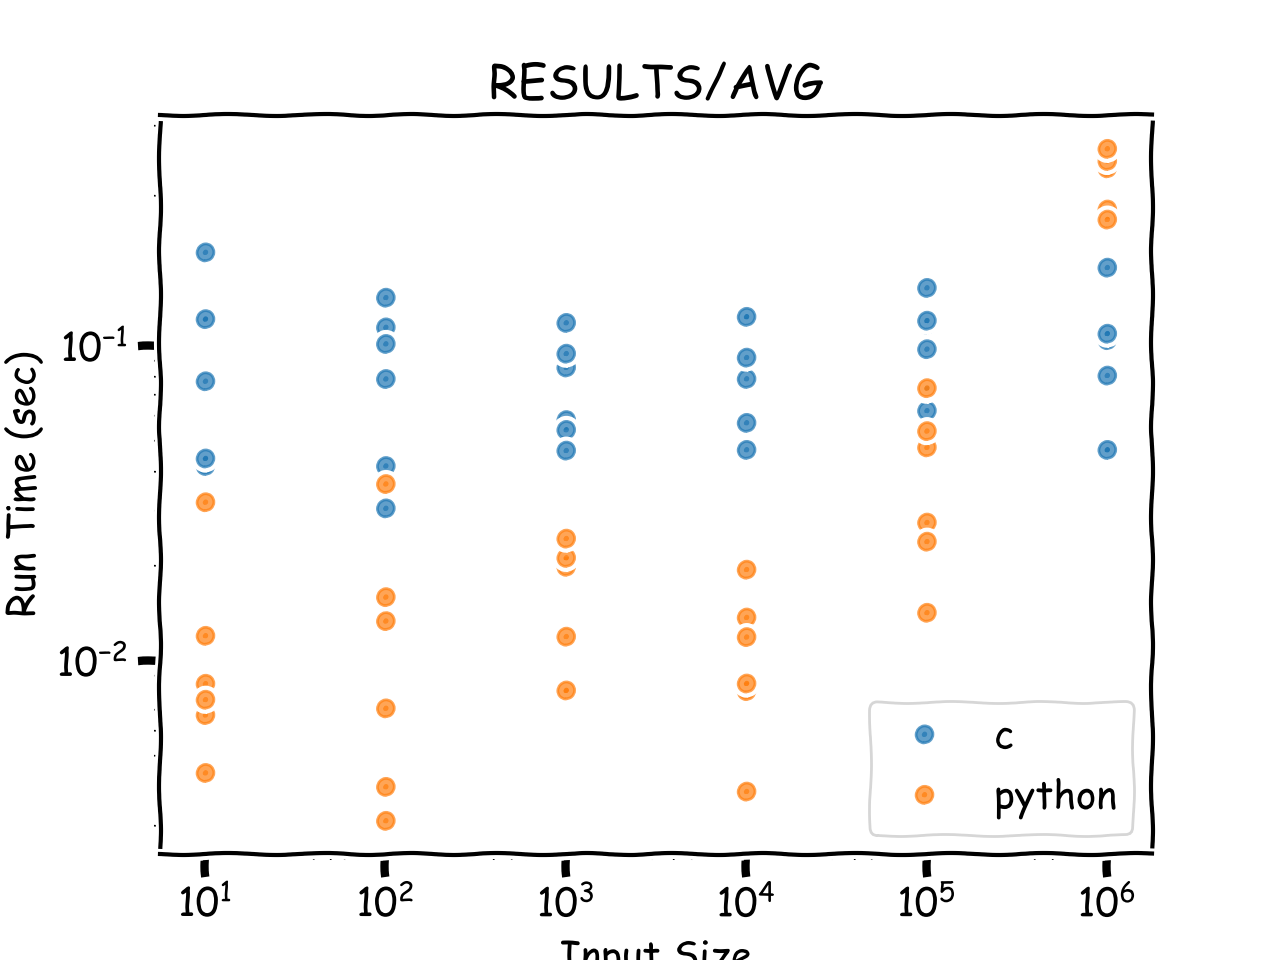 RESULTS/AVG
Run Time (sec)
10⁻¹
10⁻²
c
python
10¹ 10² 10³ 10⁴ 10⁵ 10⁶
Input Size